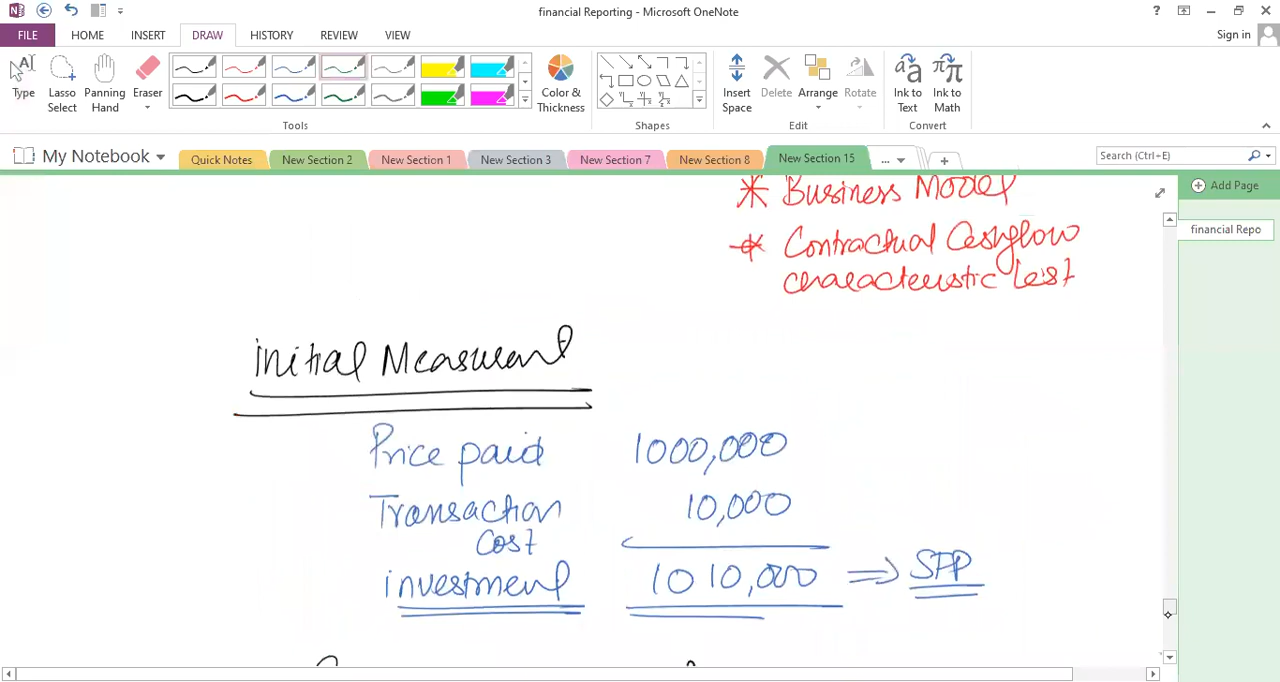 financial Reporting - Microsoft OneNote
FILE HOME INSERT DRAW HISTORY REVIEW VIEW
Sign in
Type
Lasso Select
Panning Hand
Eraser
Color & Thickness
Insert Space
Delete
Arrange
Rotate
Ink to Text
Ink to Math
Tools
Shapes
Edit
Convert
My Notebook
Quick Notes
New Section 2
New Section 1
New Section 3
New Section 7
New Section 8
New Section 15
...
Search (Ctrl+E)
Add Page
financial Repo
* Business Model
* Contractual Cashflow
characteristic test
initial Measument
Price paid 1000,000
Transaction 10,000
Cost
investment 1010,000 ⇒ SFP